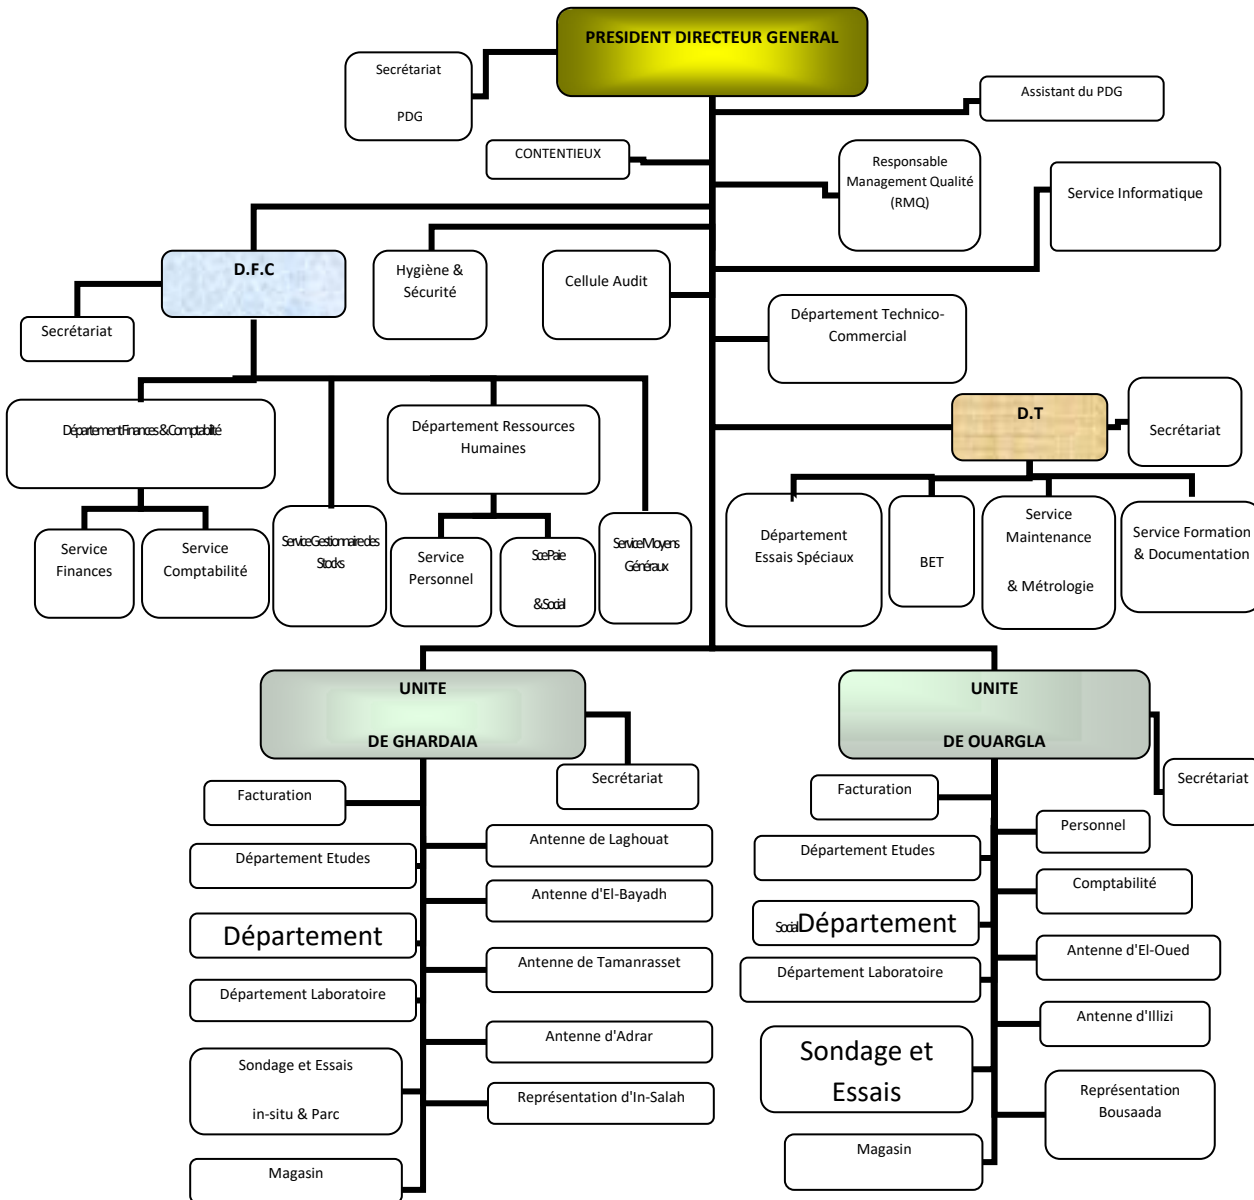 PRESIDENT DIRECTEUR GENERAL
Secrétariat
PDG
Assistant du PDG
CONTENTIEUX
Responsable
Management Qualité
(RMQ)
Service Informatique
D.F.C
Hygiène &
Sécurité
Cellule Audit
Secrétariat
Département Technico-
Commercial
D.T
Secrétariat
Département Finances & Comptabilité
Département Ressources
Humaines
Service
Finances
Service
Comptabilité
Service Gestionnaire des
Stocks
Service
Personnel
Sce Paie
& Social
Service Moyens
Généraux
Département
Essais Spéciaux
BET
Service
Maintenance
& Métrologie
Service Formation
& Documentation
UNITE
DE GHARDAIA
Secrétariat
Facturation
Département Etudes
Département
Département Laboratoire
Sondage et Essais
in-situ & Parc
Magasin
Antenne de Laghouat
Antenne d'El-Bayadh
Antenne de Tamanrasset
Antenne d'Adrar
Représentation d'In-Salah
UNITE
DE OUARGLA
Secrétariat
Facturation
Département Etudes
Social Département
Département Laboratoire
Sondage et
Essais
Magasin
Personnel
Comptabilité
Antenne d'El-Oued
Antenne d'Illizi
Représentation
Bousaada